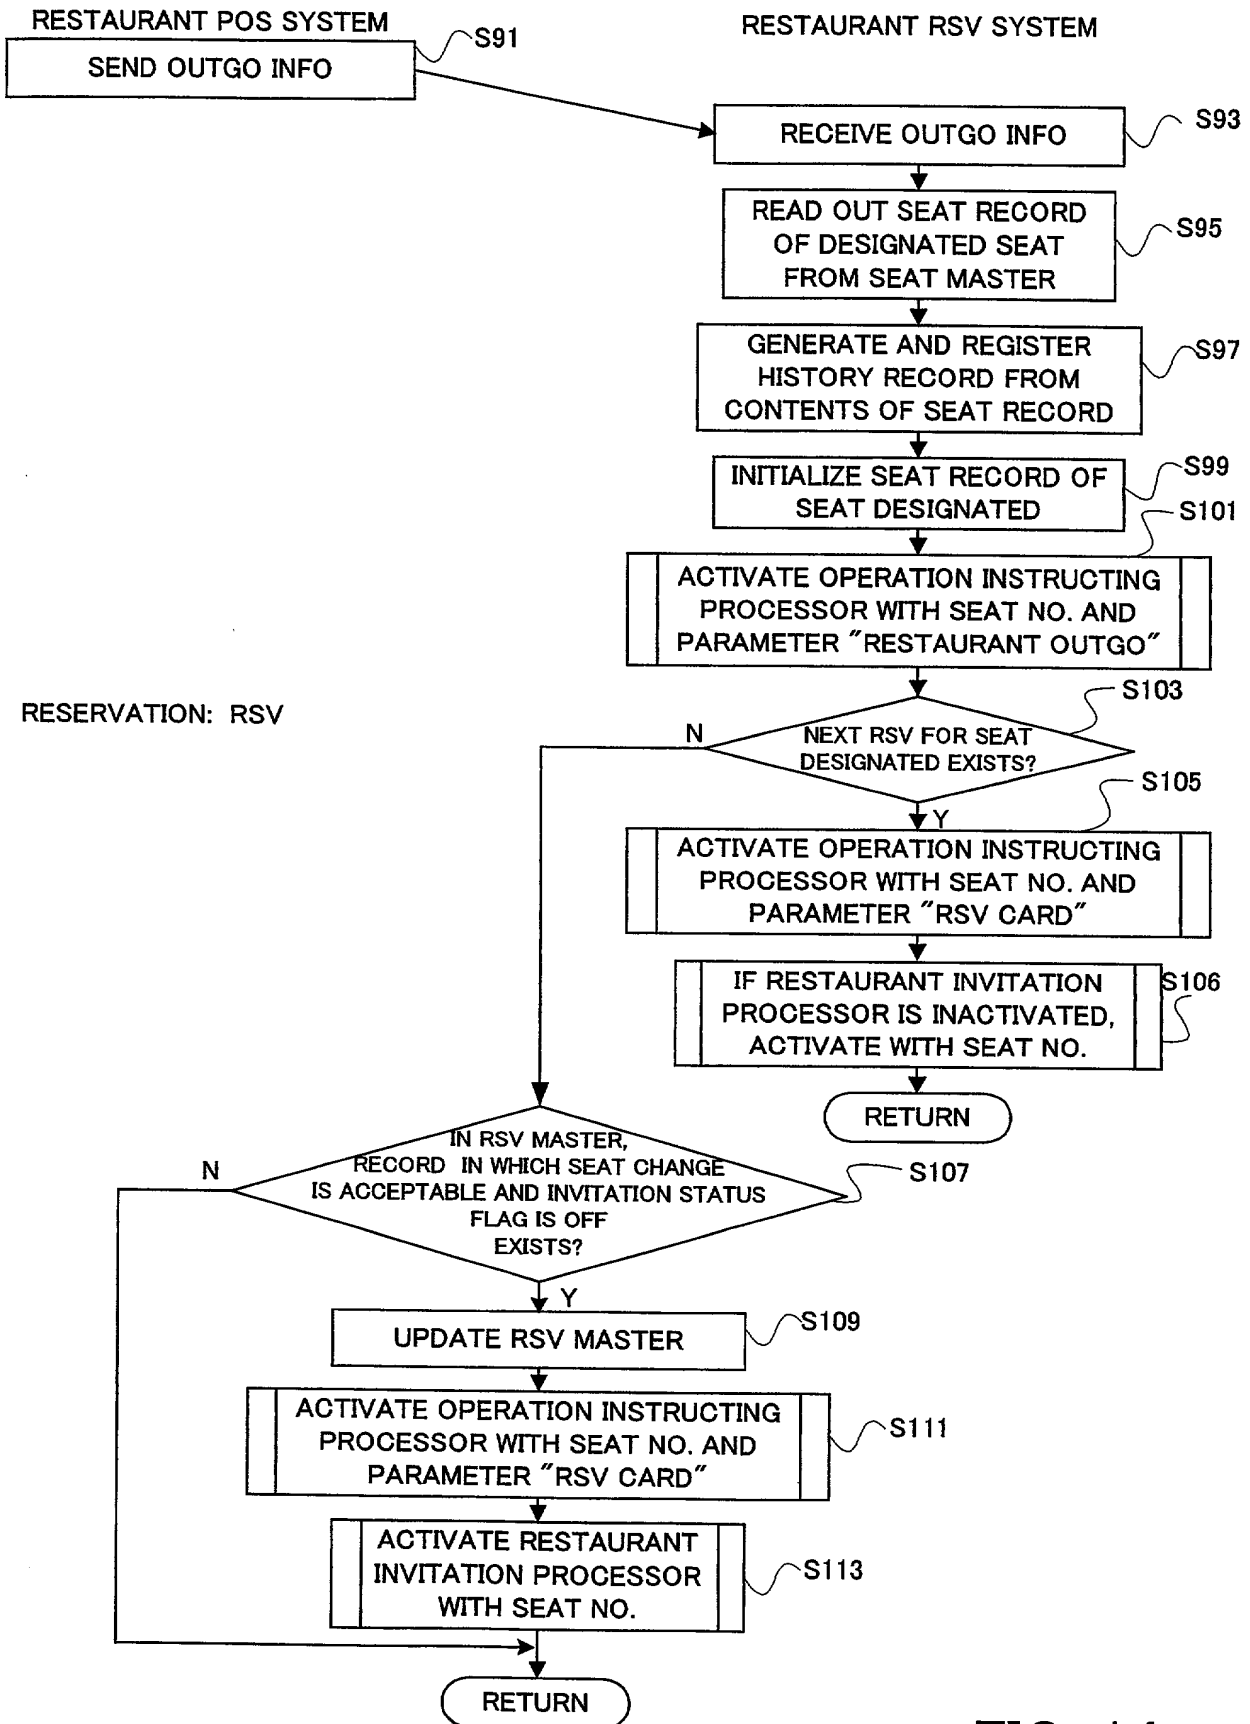 RESTAURANT POS SYSTEM
RESTAURANT RSV SYSTEM
S91
SEND OUTGO INFO
S93
RECEIVE OUTGO INFO
READ OUT SEAT RECORD
OF DESIGNATED SEAT
FROM SEAT MASTER
S95
GENERATE AND REGISTER
HISTORY RECORD FROM
CONTENTS OF SEAT RECORD
S97
INITIALIZE SEAT RECORD OF
SEAT DESIGNATED
S99
S101
ACTIVATE OPERATION INSTRUCTING
PROCESSOR WITH SEAT NO. AND
PARAMETER "RESTAURANT OUTGO"
RESERVATION: RSV
S103
N
NEXT RSV FOR SEAT
DESIGNATED EXISTS?
S105
Y
ACTIVATE OPERATION INSTRUCTING
PROCESSOR WITH SEAT NO. AND
PARAMETER "RSV CARD"
IF RESTAURANT INVITATION
PROCESSOR IS INACTIVATED,
ACTIVATE WITH SEAT NO.
S106
RETURN
IN RSV MASTER,
RECORD IN WHICH SEAT CHANGE
IS ACCEPTABLE AND INVITATION STATUS
FLAG IS OFF
EXISTS?
N
S107
Y
UPDATE RSV MASTER
S109
ACTIVATE OPERATION INSTRUCTING
PROCESSOR WITH SEAT NO. AND
PARAMETER "RSV CARD"
S111
ACTIVATE RESTAURANT
INVITATION PROCESSOR
WITH SEAT NO.
S113
RETURN